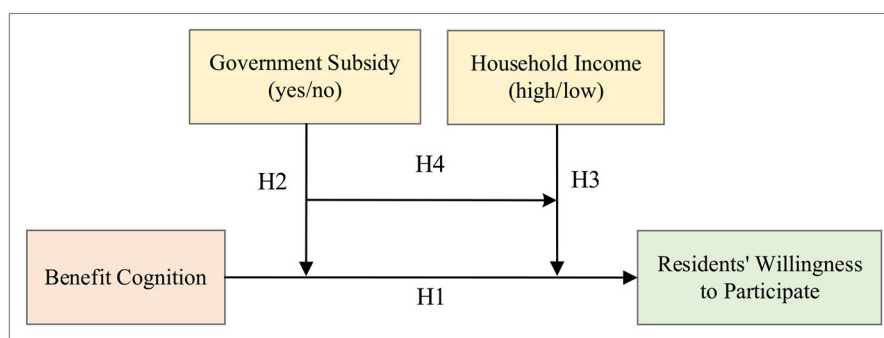 Government Subsidy
(yes/no)
Household Income
(high/low)
H4
H2
H3
Benefit Cognition
Residents' Willingness
to Participate
H1